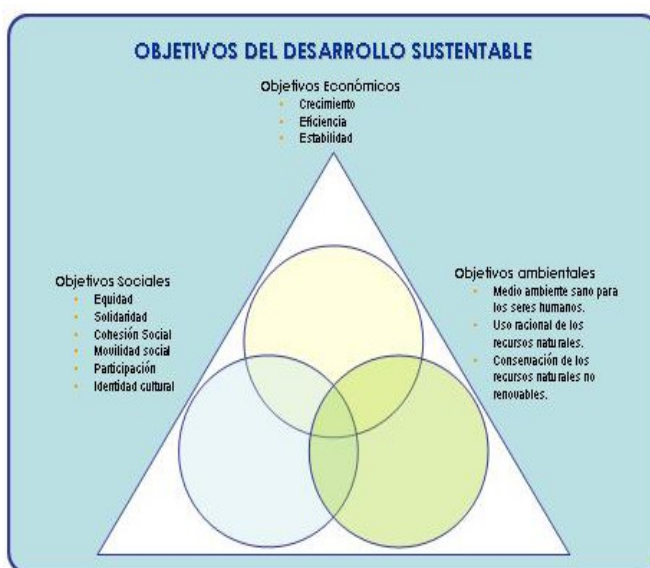 OBJETIVOS DEL DESARROLLO SUSTENTABLE
Objetivos Económicos
• Crecimiento
• Eficiencia
• Estabilidad
Objetivos Sociales
• Equidad
• Solidaridad
• Cohesión Social
• Movilidad social
• Participación
• Identidad cultural
Objetivos ambientales
• Medio ambiente sano para
los seres humanos.
• Uso racional de los
recursos naturales.
• Conservación de los
recursos naturales no
renovables.